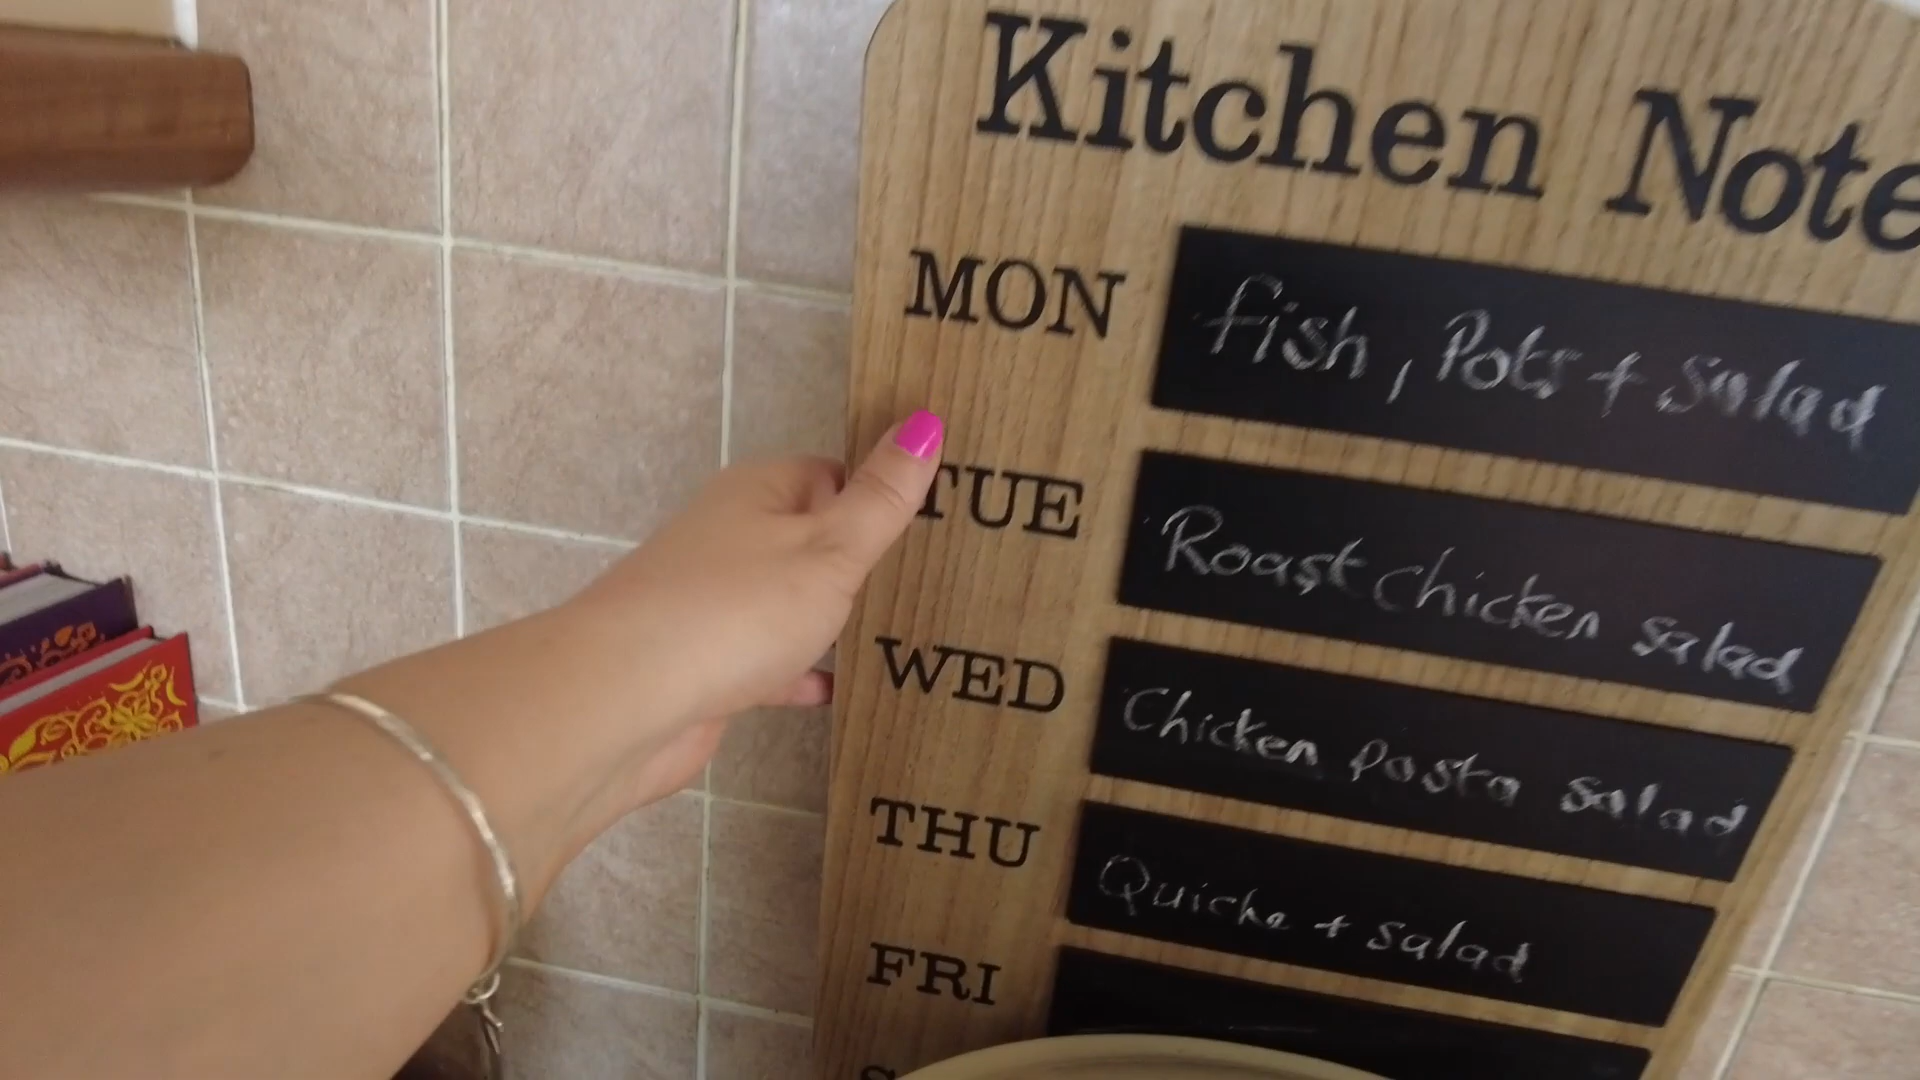 Kitchen Note
MON fish, Pots + Salad
TUE Roast Chicken salad
WED Chicken Pasta salad
THU Quiche + salad
FRI
S